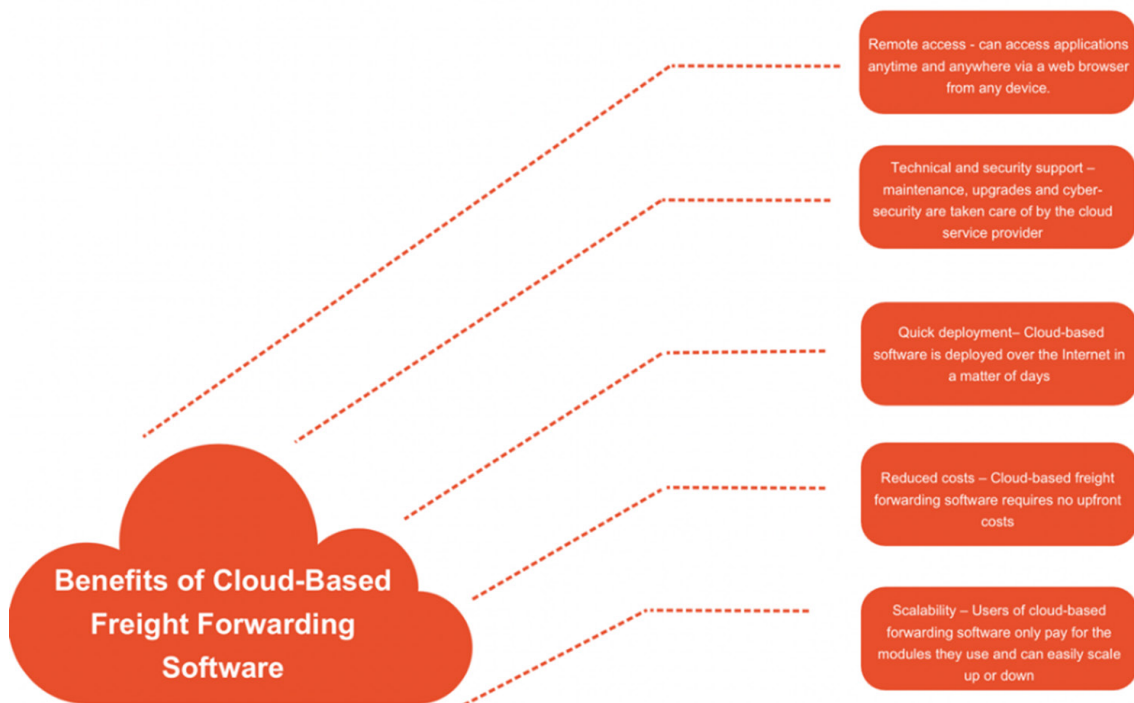 Remote access - can access applications
anytime and anywhere via a web browser
from any device.
Technical and security support –
maintenance, upgrades and cyber-
security are taken care of by the cloud
service provider
Quick deployment– Cloud-based
software is deployed over the Internet in
a matter of days
Reduced costs – Cloud-based freight
forwarding software requires no upfront
costs
Scalability – Users of cloud-based
forwarding software only pay for the
modules they use and can easily scale
up or down
Benefits of Cloud-Based
Freight Forwarding
Software